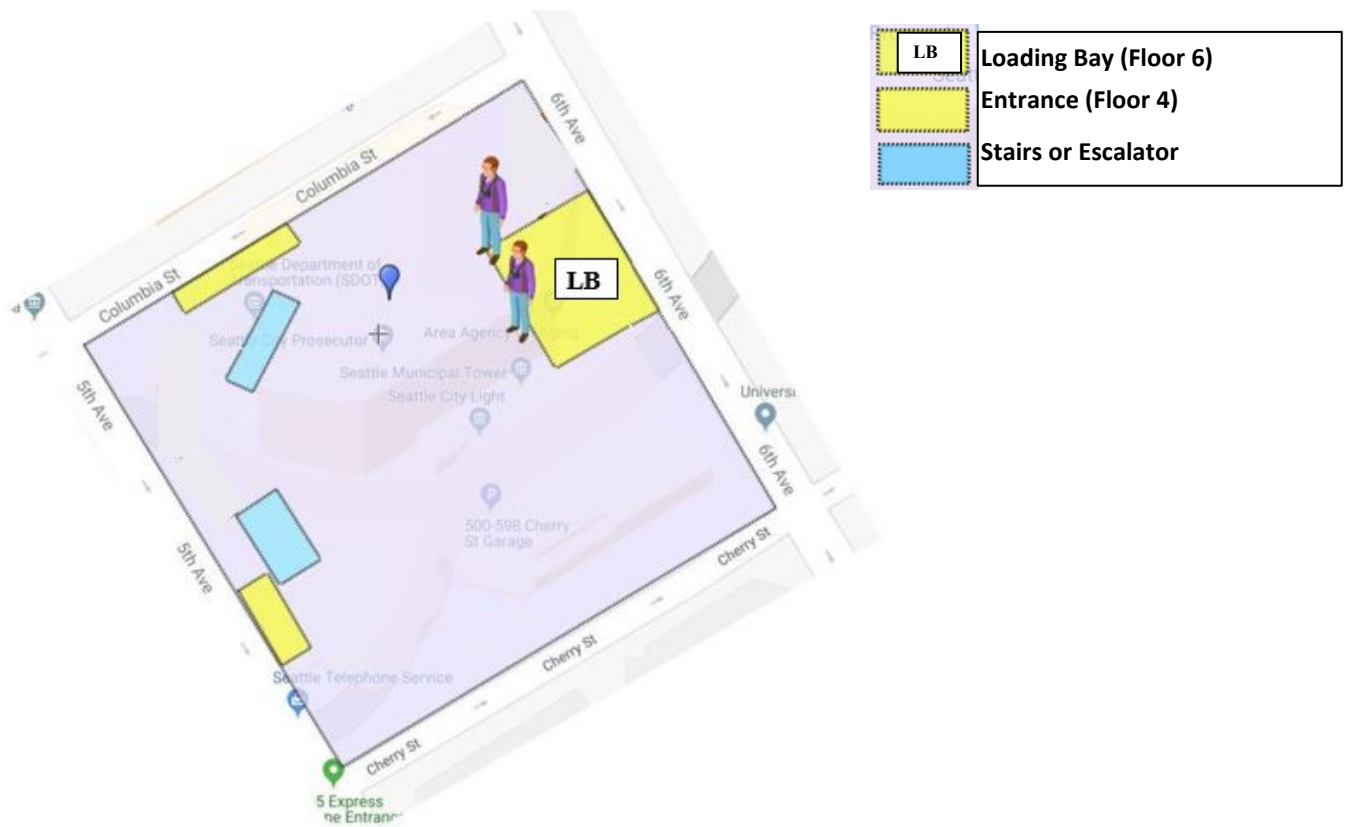 Columbia St
6th Ave
Columbia St
Seattle Department of
Transportation (SDOT)
6th Ave
LB
Seattle City Prosecutor
Area Agency
Seattle Municipal Tower
Seattle City Light
5th Ave
Universi
6th Ave
P
500-598 Cherry
St Garage
5th Ave
Cherry St
Cherry St
Seattle Telephone Service
Cherry St
5 Express
ne Entranc
LB
Loading Bay (Floor 6)
Entrance (Floor 4)
Stairs or Escalator